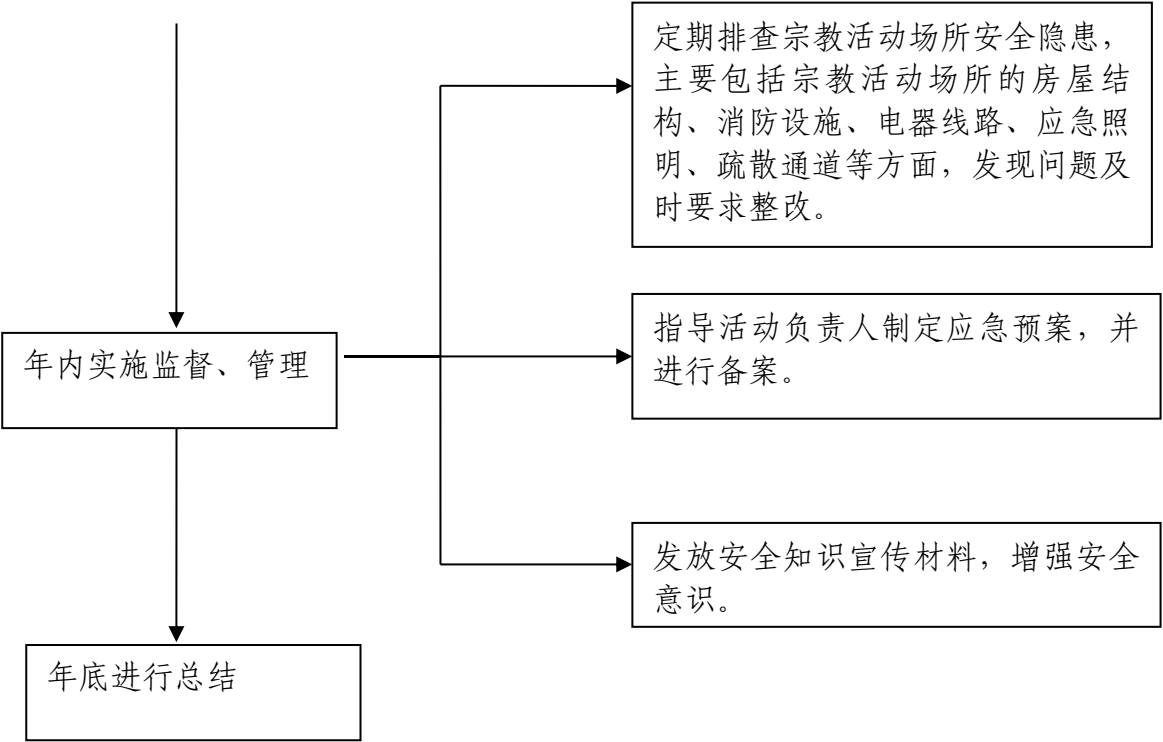 定期排查宗教活动场所安全隐患，
主要包括宗教活动场所的房屋结
构、消防设施、电器线路、应急照
明、疏散通道等方面，发现问题及
时要求整改。
年内实施监督、管理
指导活动负责人制定应急预案，并
进行备案。
发放安全知识宣传材料，增强安全
意识。
年底进行总结